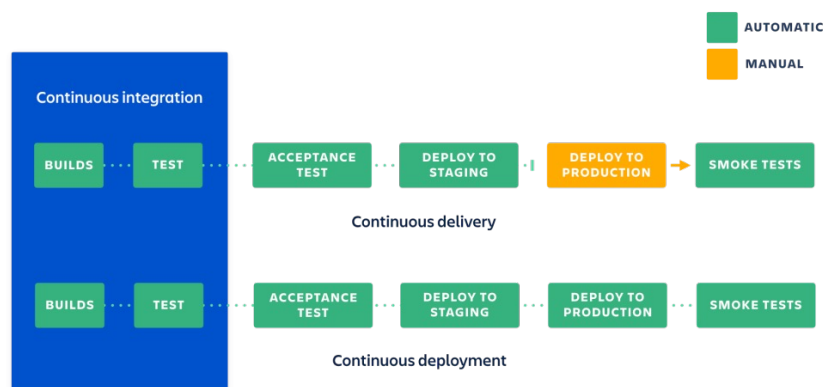 AUTOMATIC
MANUAL
Continuous integration
BUILDS
TEST
ACCEPTANCE
TEST
DEPLOY TO
STAGING
DEPLOY TO
PRODUCTION
SMOKE TESTS
Continuous delivery
BUILDS
TEST
ACCEPTANCE
TEST
DEPLOY TO
STAGING
DEPLOY TO
PRODUCTION
SMOKE TESTS
Continuous deployment